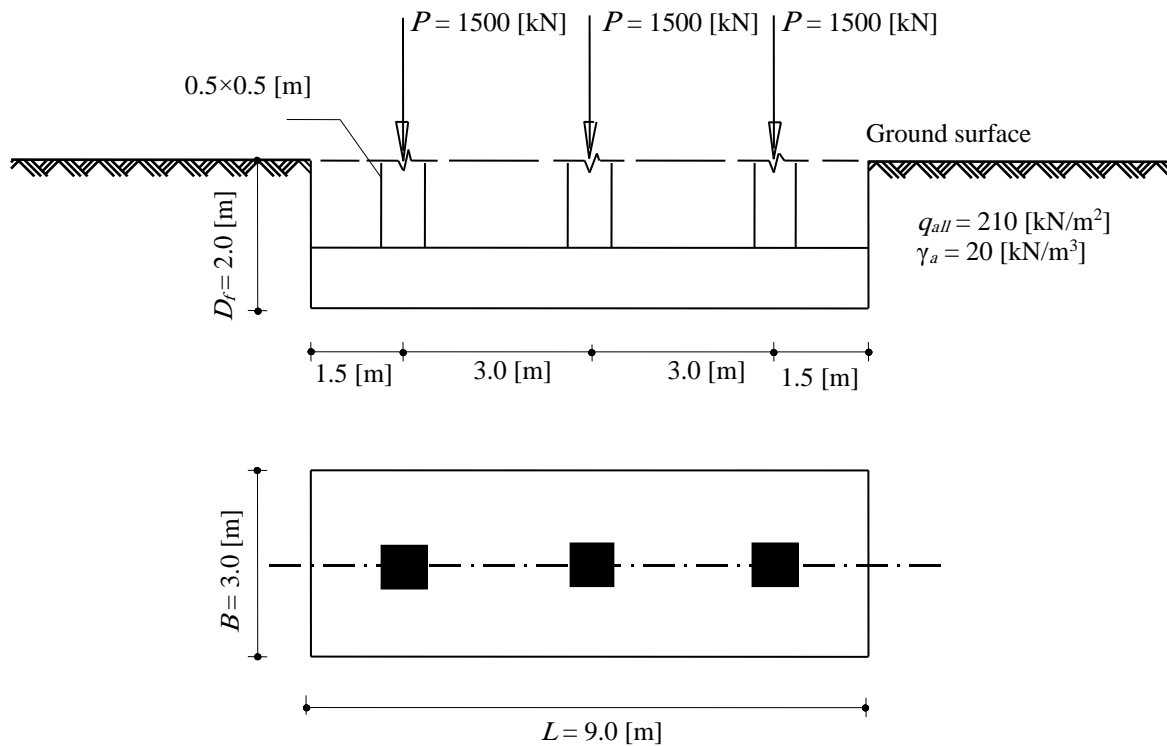 P = 1500 [kN] P = 1500 [kN] P = 1500 [kN]
0.5×0.5 [m]
Ground surface
q_all = 210 [kN/m²]
γ_a = 20 [kN/m³]
D_f = 2.0 [m]
1.5 [m] 3.0 [m] 3.0 [m] 1.5 [m]
B = 3.0 [m]
L = 9.0 [m]